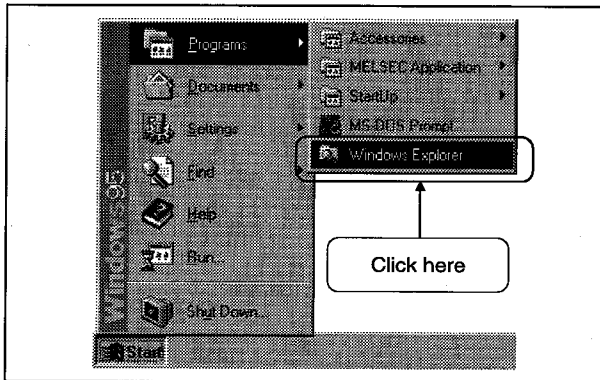 Programs
Documents
Settings
Find
Help
Run...
Shut Down...
Windows 95
Start
Accessories
MELSEC Application
StartUp
MS-DOS Prompt
Windows Explorer
Click here